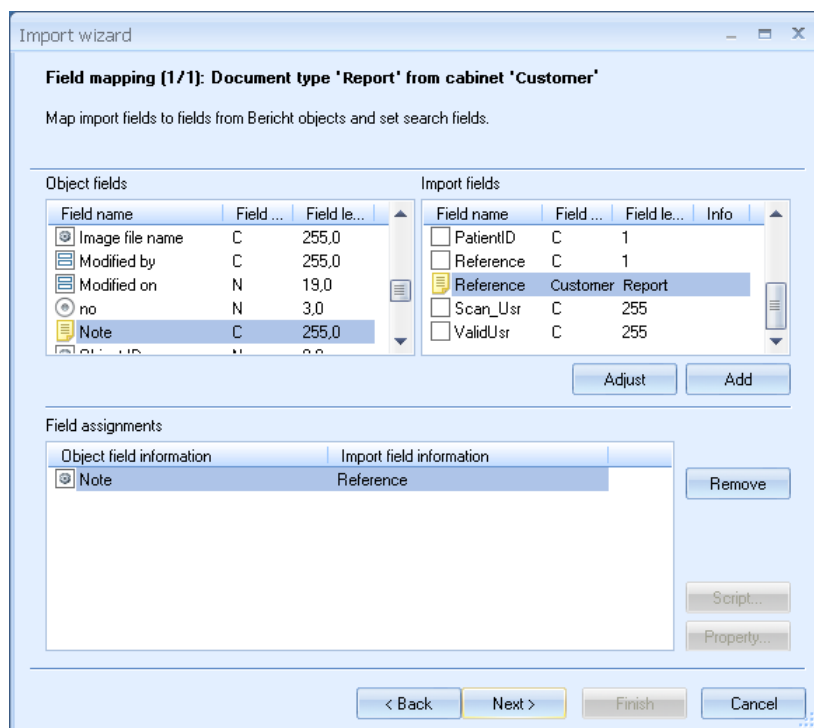 Import wizard
Field mapping (1/1): Document type 'Report' from cabinet 'Customer'
Map import fields to fields from Bericht objects and set search fields.
Object fields
Field name Field ... Field le...
Image file name C 255,0
Modified by C 255,0
Modified on N 19,0
no N 3,0
Note C 255,0
Import fields
Field name Field ... Field le... Info
PatientID C 1
Reference C 1
Reference Customer Report
Scan_Usr C 255
ValidUsr C 255
Adjust Add
Field assignments
Object field information Import field information
Note Reference
Remove
Script...
Property...
< Back Next > Finish Cancel